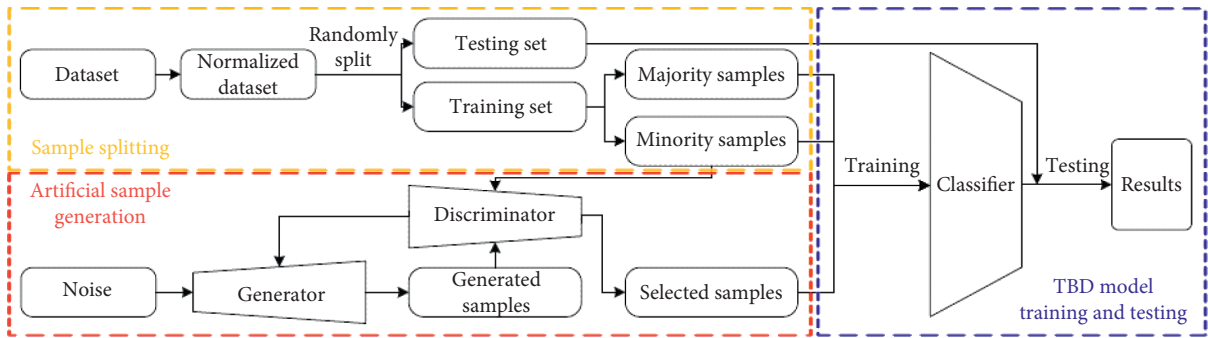 Dataset
Normalized
dataset
Randomly
split
Testing set
Training set
Majority samples
Minority samples
Sample splitting
Artificial sample
generation
Noise
Generator
Discriminator
Generated
samples
Selected samples
Training
Classifier
Testing
Results
TBD model
training and testing